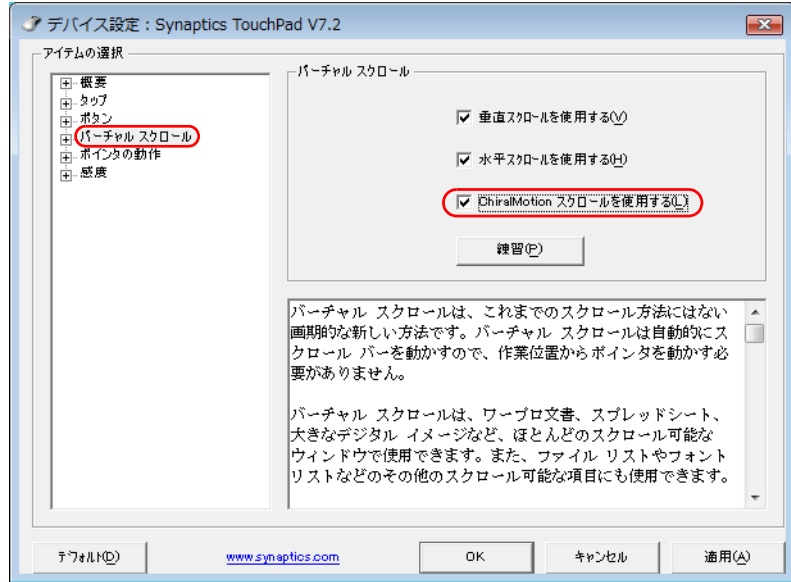 デバイス設定：Synaptics TouchPad V7.2
アイテムの選択
概要
タップ
ボタン
バーチャル スクロール
ポインタの動作
感度
バーチャル スクロール
垂直スクロールを使用する(V)
水平スクロールを使用する(H)
ChiralMotion スクロールを使用する(L)
練習(P)
バーチャル スクロールは、これまでのスクロール方法にはない
画期的な新しい方法です。バーチャル スクロールは自動的にス
クロール バーを動かすので、作業位置からポインタを動かす必
要がありません。
バーチャル スクロールは、ワープロ文書、スプレッドシート、
大きなデジタル イメージなど、ほとんどのスクロール可能な
ウィンドウで使用できます。また、ファイル リストやフォント
リストなどのその他のスクロール可能な項目にも使用できます。
デフォルト(D)
www.synaptics.com
OK
キャンセル
適用(A)